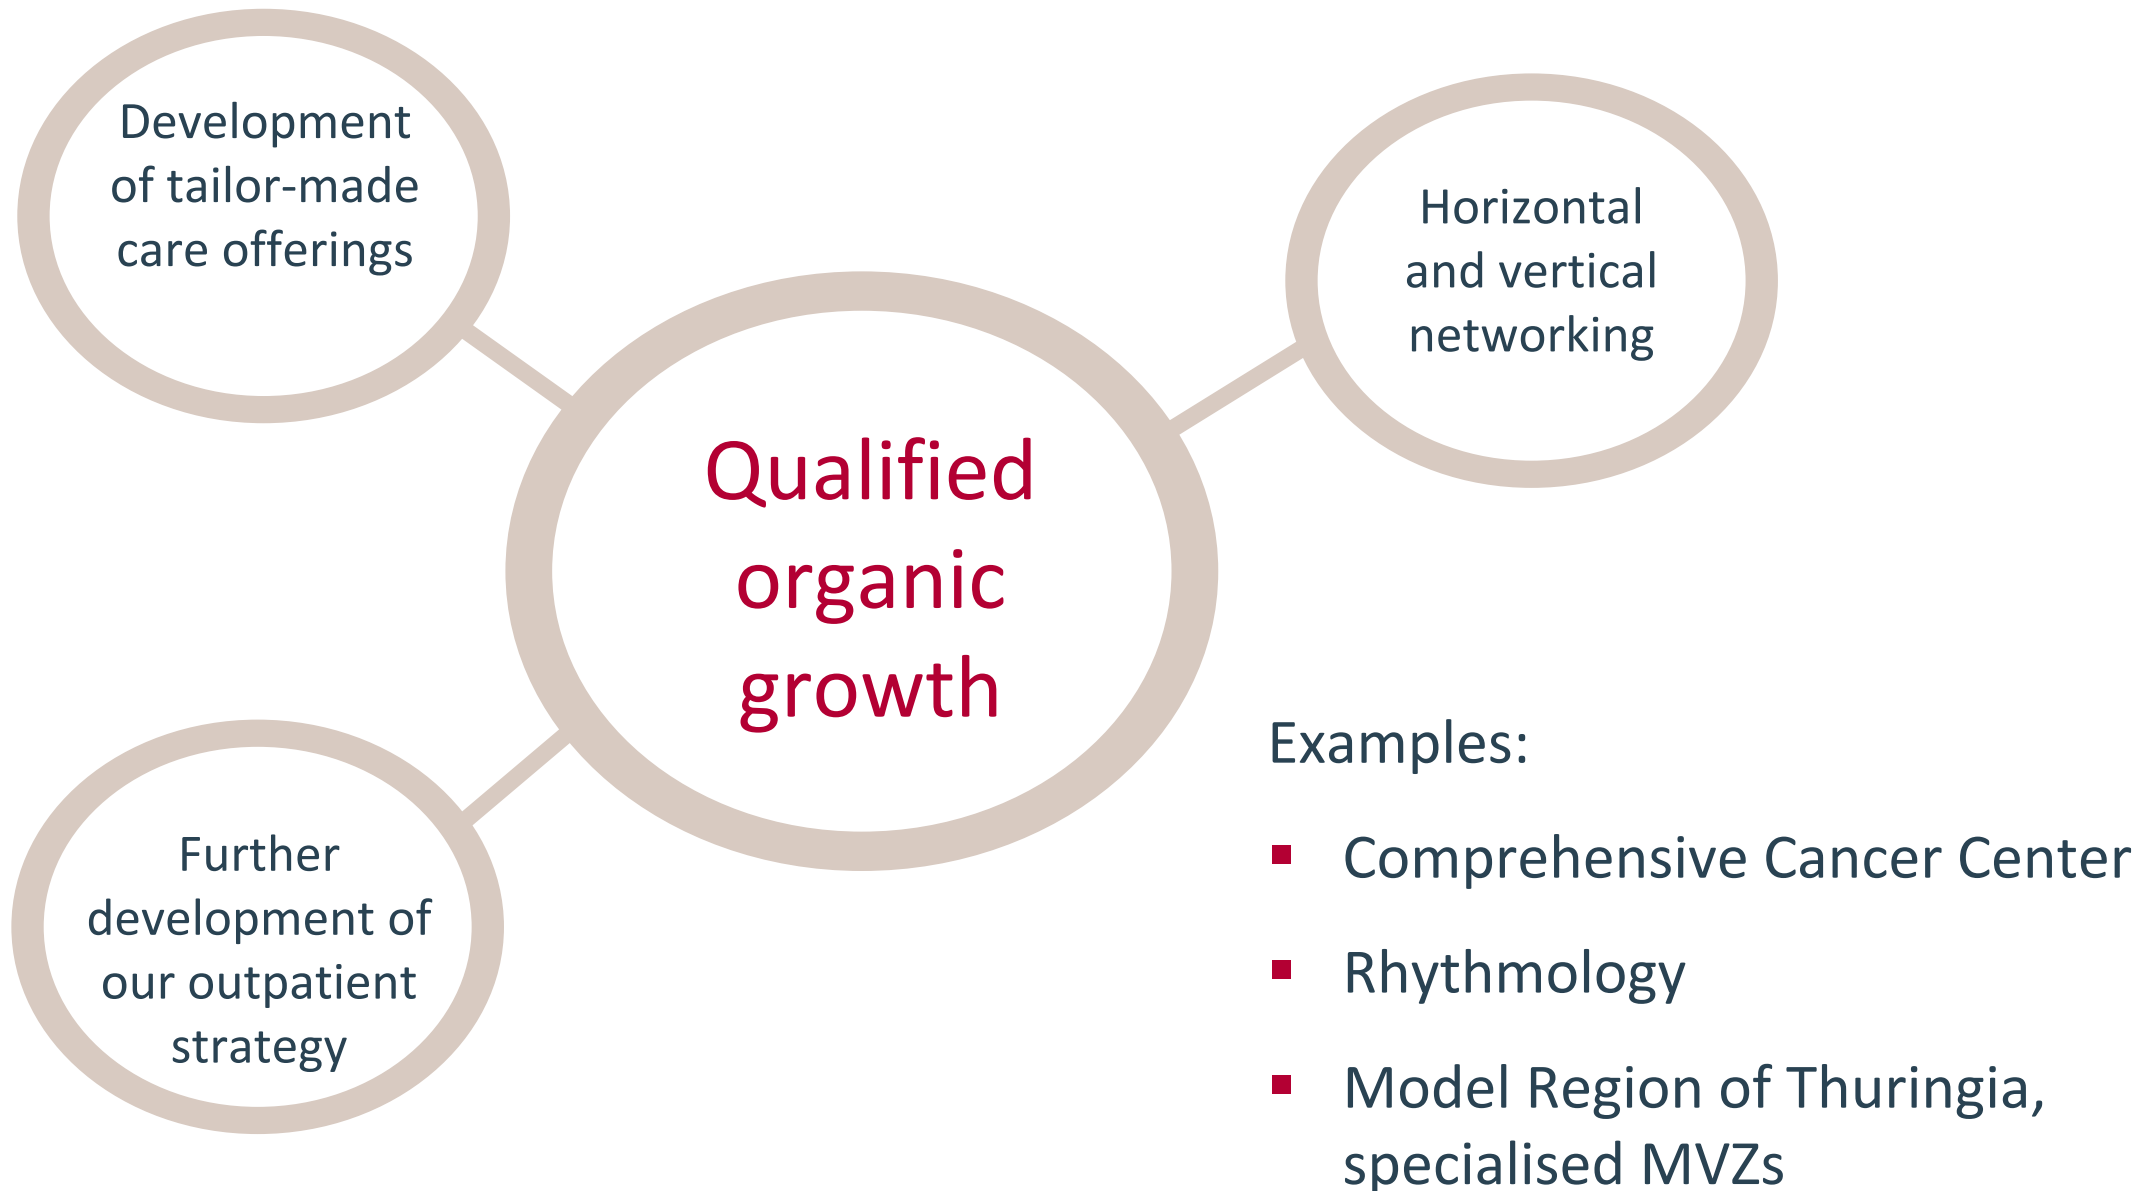 Development
of tailor-made
care offerings
Horizontal
and vertical
networking
Qualified
organic
growth
Further
development of
our outpatient
strategy
Examples:
▪ Comprehensive Cancer Center
▪ Rhythmology
▪ Model Region of Thuringia,
specialised MVZs